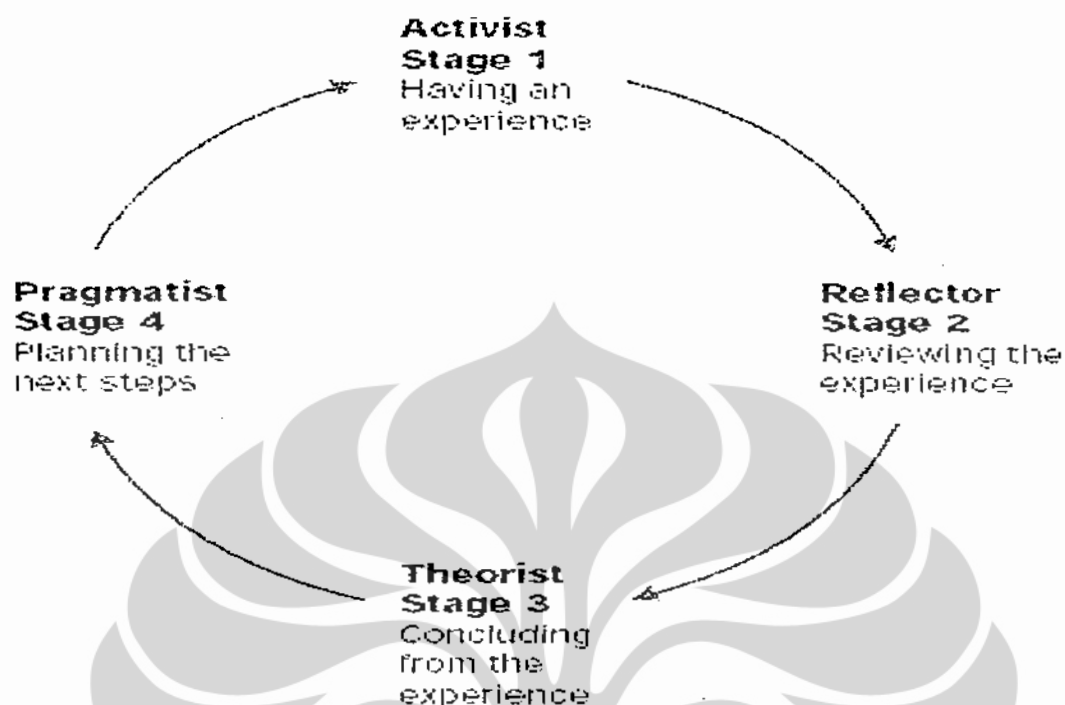 Activist
Stage 1
Having an
experience
Reflector
Stage 2
Reviewing the
experience
Theorist
Stage 3
Concluding
from the
experience
Pragmatist
Stage 4
Planning the
next steps